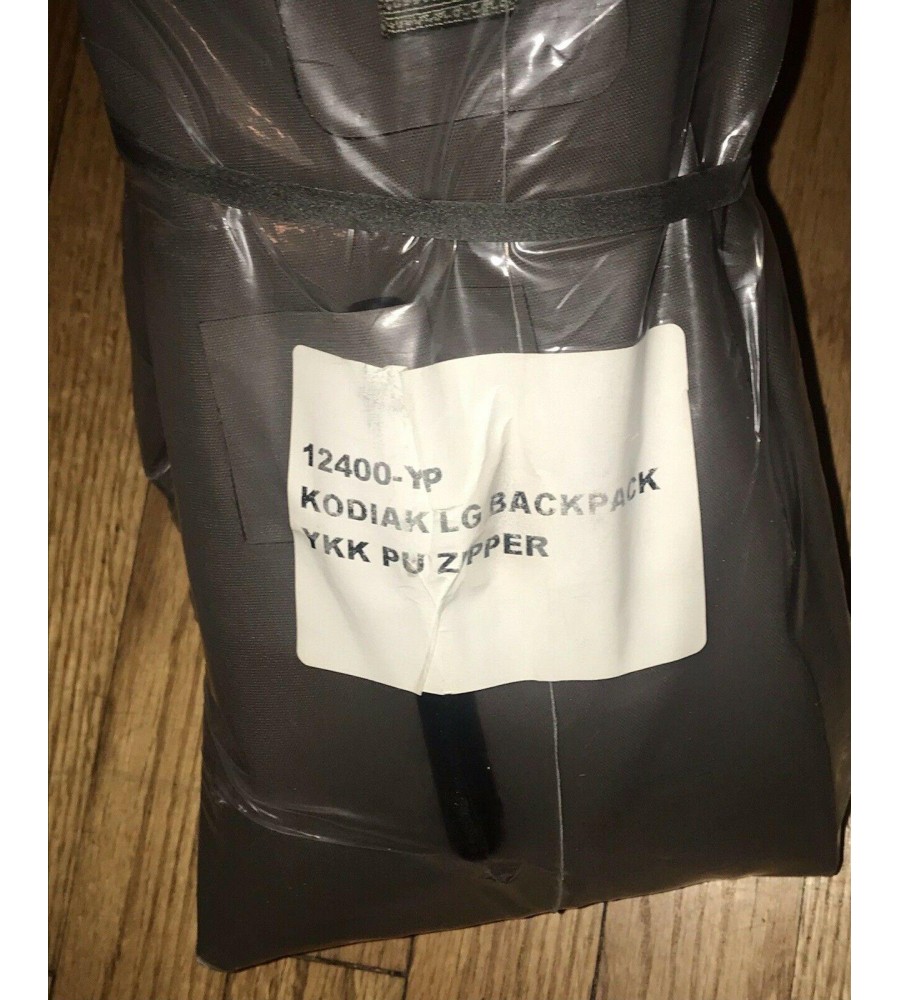 12400-YP
KODIAK LG BACKPACK
YKK PU ZIPPER